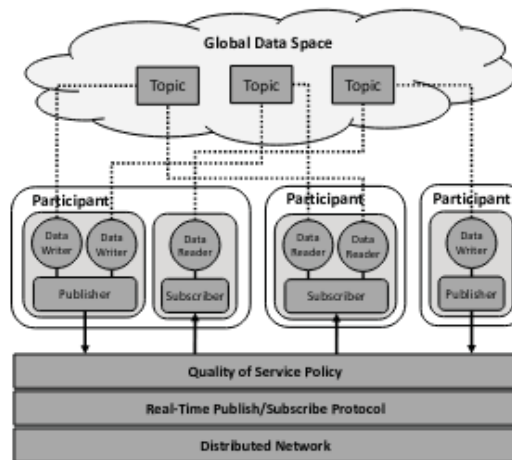 Global Data Space
Topic Topic Topic
Participant Participant Participant
Data Writer Data Writer Data Reader Data Reader Data Reader Data Writer
Publisher Subscriber Subscriber Publisher
Quality of Service Policy
Real-Time Publish/Subscribe Protocol
Distributed Network